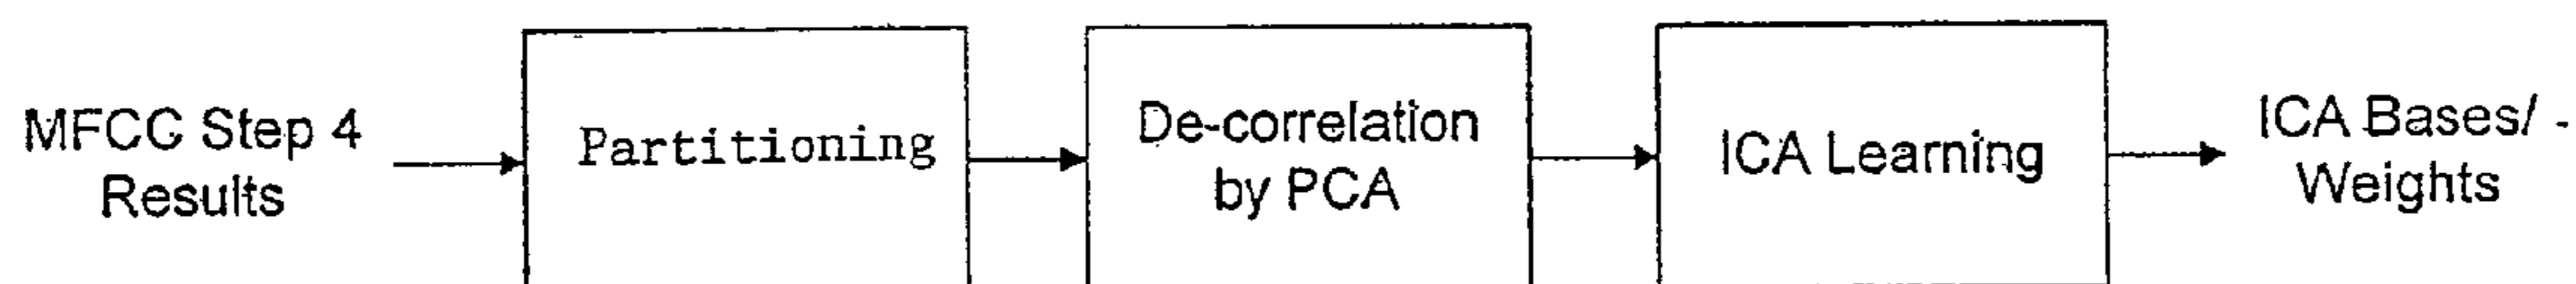 MFCC Step 4
Results
Partitioning
De-correlation
by PCA
ICA Learning
ICA Bases/
Weights